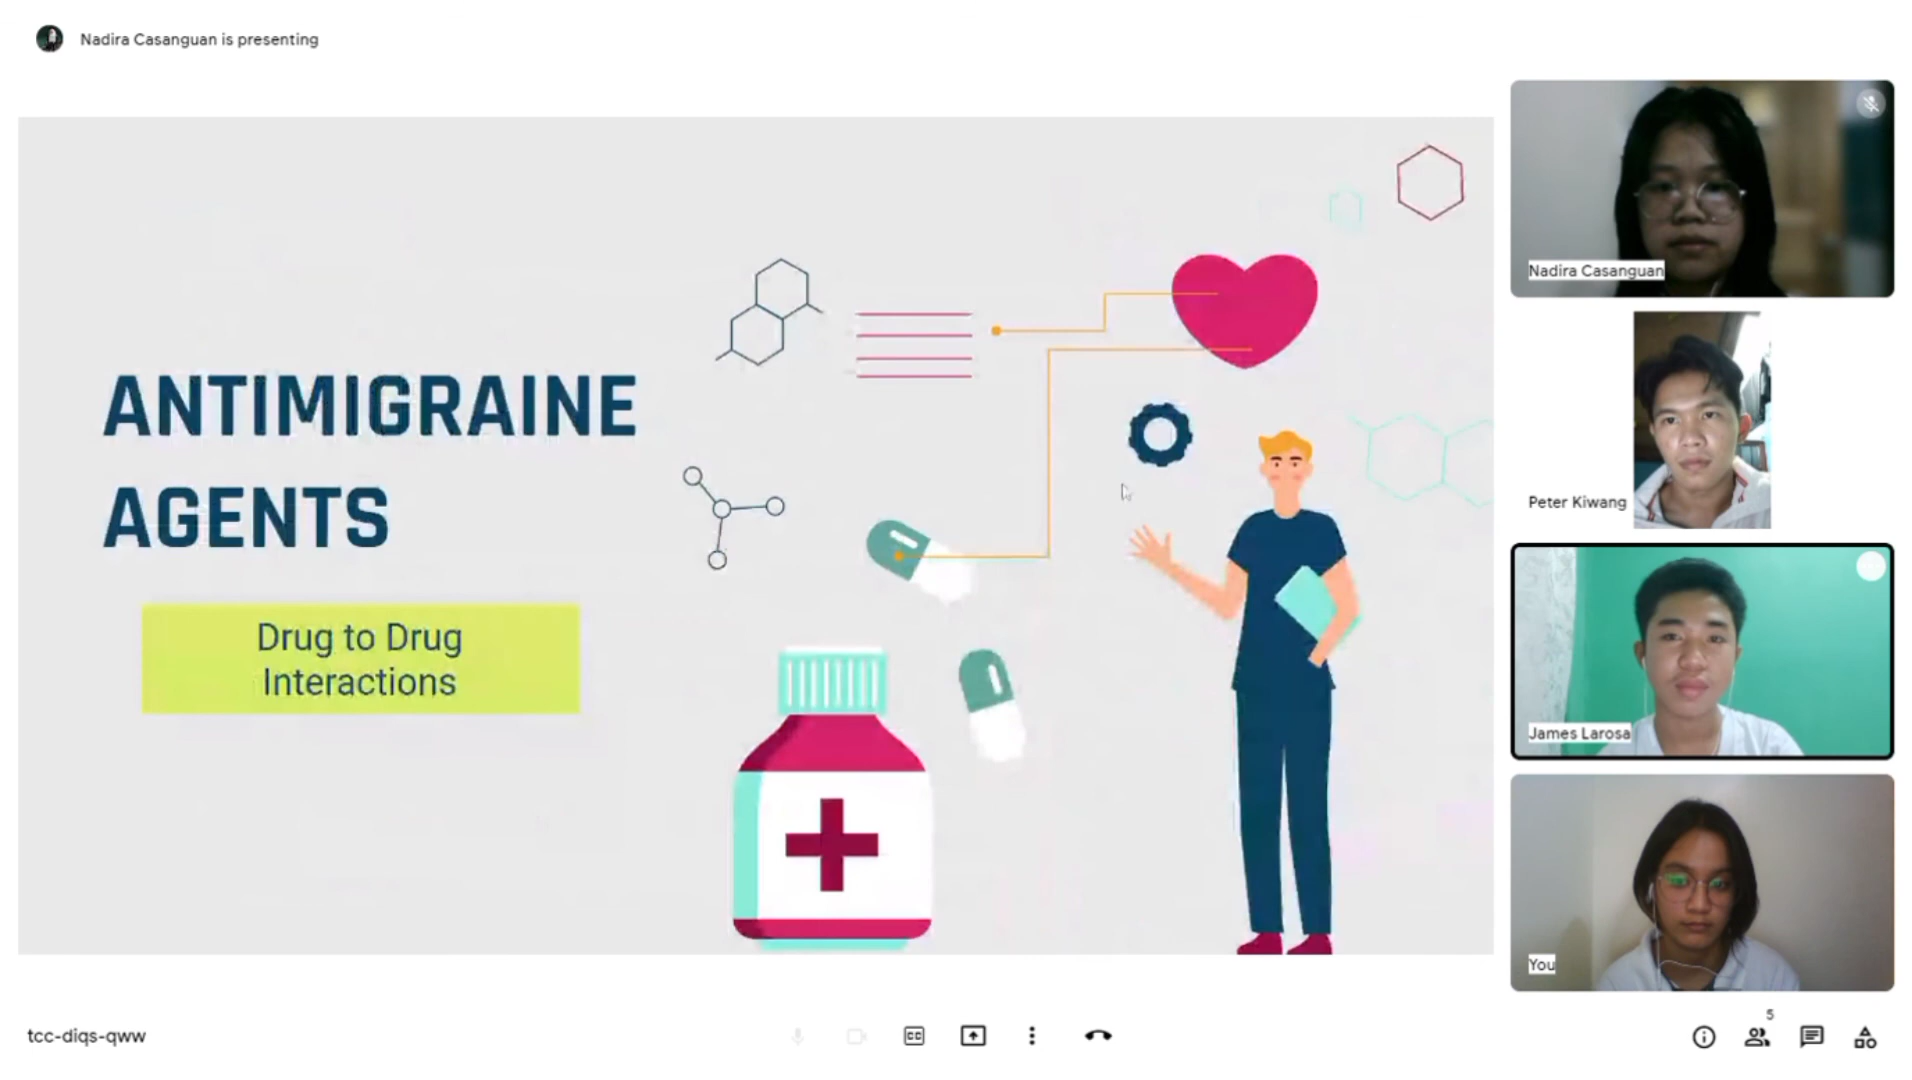 Nadira Casanguan is presenting
ANTIMIGRAINE
AGENTS
Drug to Drug
Interactions
Nadira Casanguan
Peter Kiwang
James Larosa
You
tcc-diqs-qww
CC
5